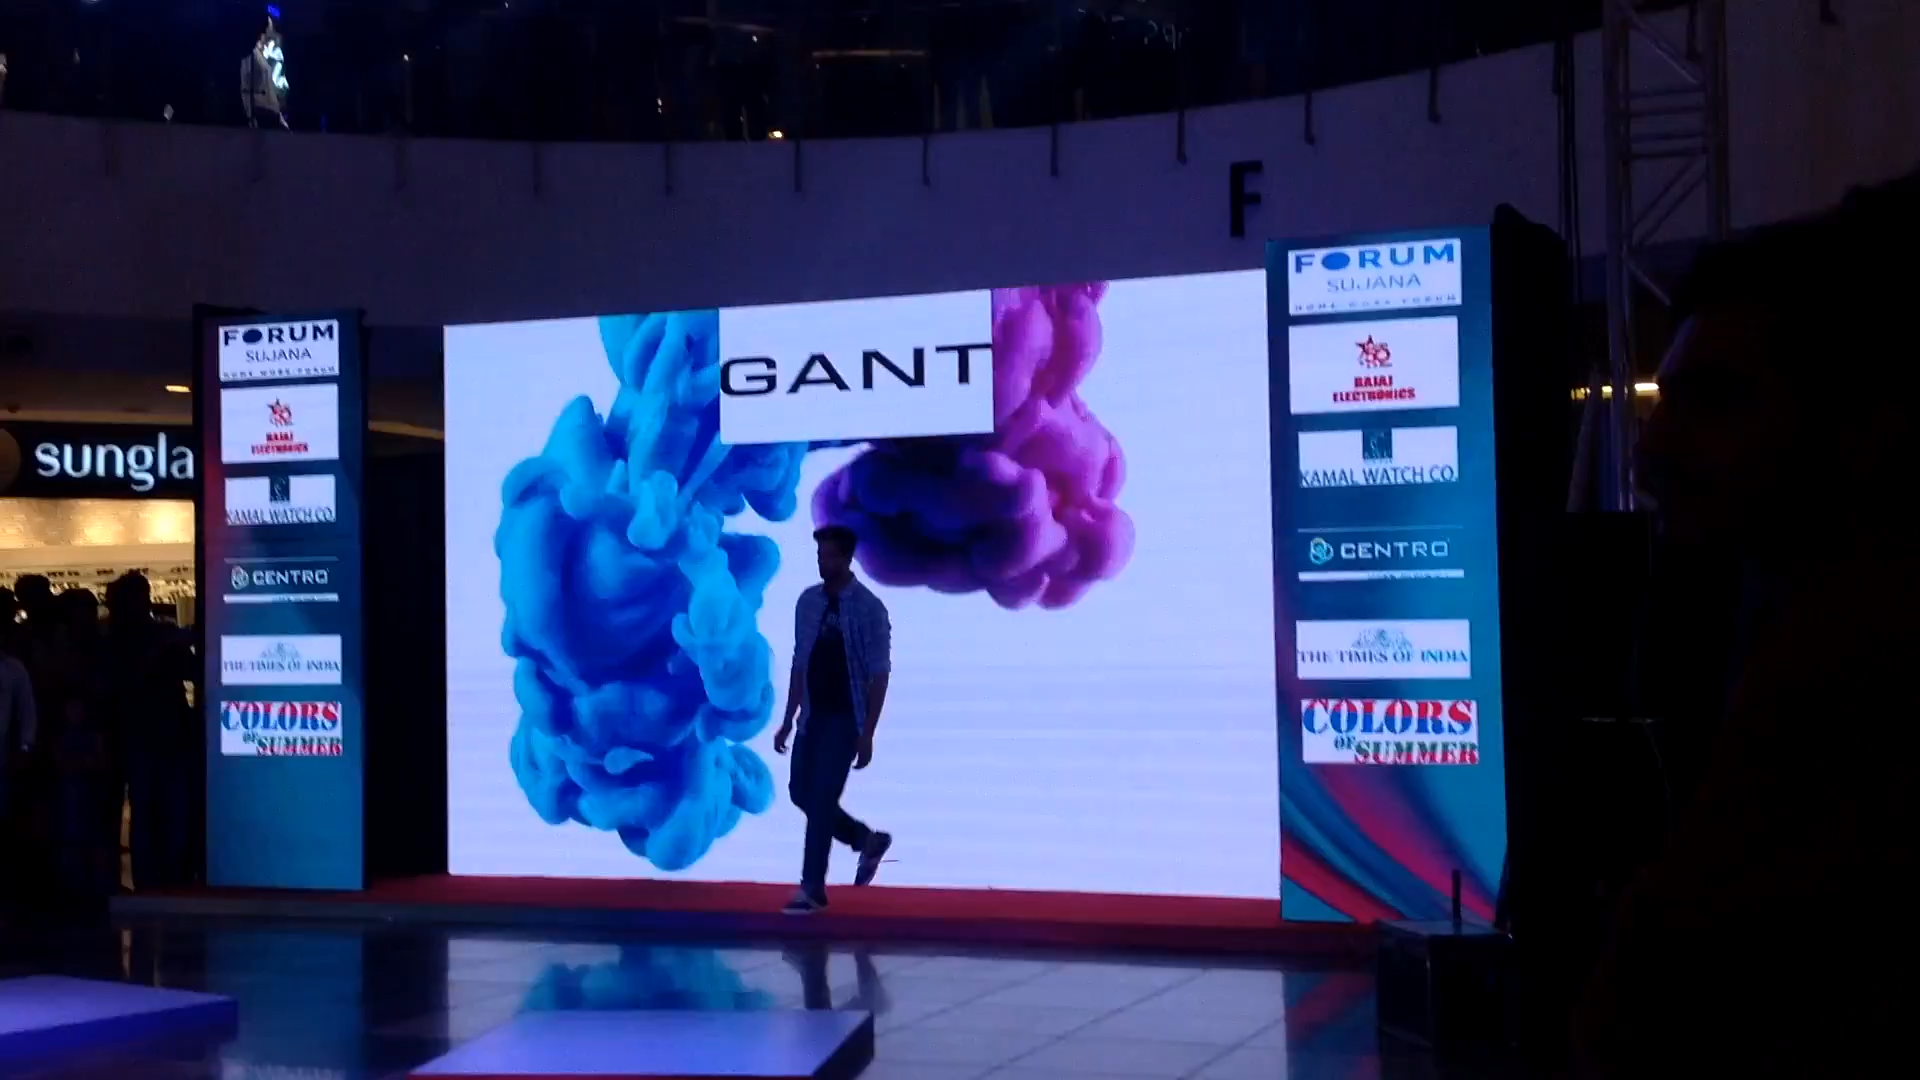 F
FORUM
SUJANA
BAJAJ
ELECTRONICS
KAMAL WATCH CO.
CENTRO
THE TIMES OF INDIA
COLORS
OF SUMMER
sungla
GANT
FORUM
SUJANA
BAJAJ
ELECTRONICS
KAMAL WATCH CO.
CENTRO
THE TIMES OF INDIA
COLORS
OF SUMMER